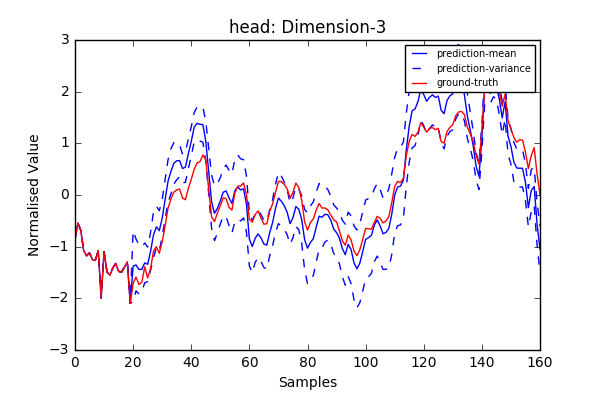 head: Dimension-3
Normalised Value
3
2
1
0
−1
−2
−3
prediction-mean
prediction-variance
ground-truth
0
20
40
60
80
100
120
140
160
Samples